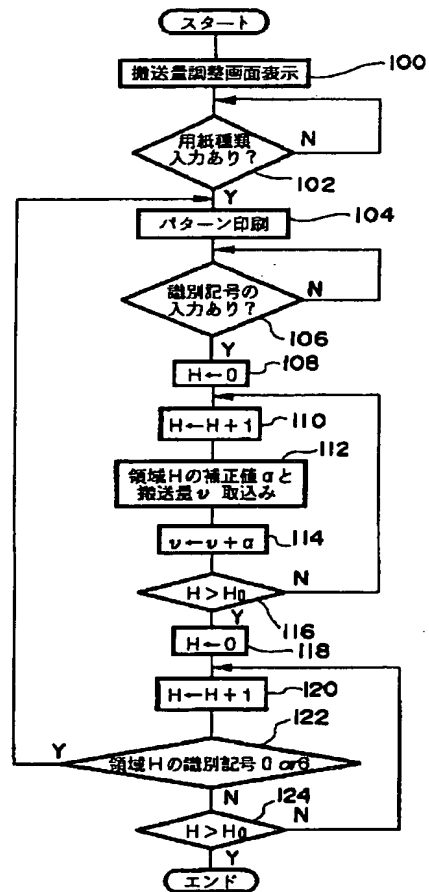 スタート
搬送量調整画面表示
100
用紙種類
入力あり?
N
102
Y
パターン印刷
104
識別記号の
入力あり?
N
106
Y
H←0
108
H←H+1
110
112
領域Hの補正値αと
搬送量ν 取込み
ν←ν+α
114
H>H₀
N
116
Y
H←0
118
H←H+1
120
122
Y
領域Hの識別記号 0 or 6
N
124
N
H>H₀
Y
エンド